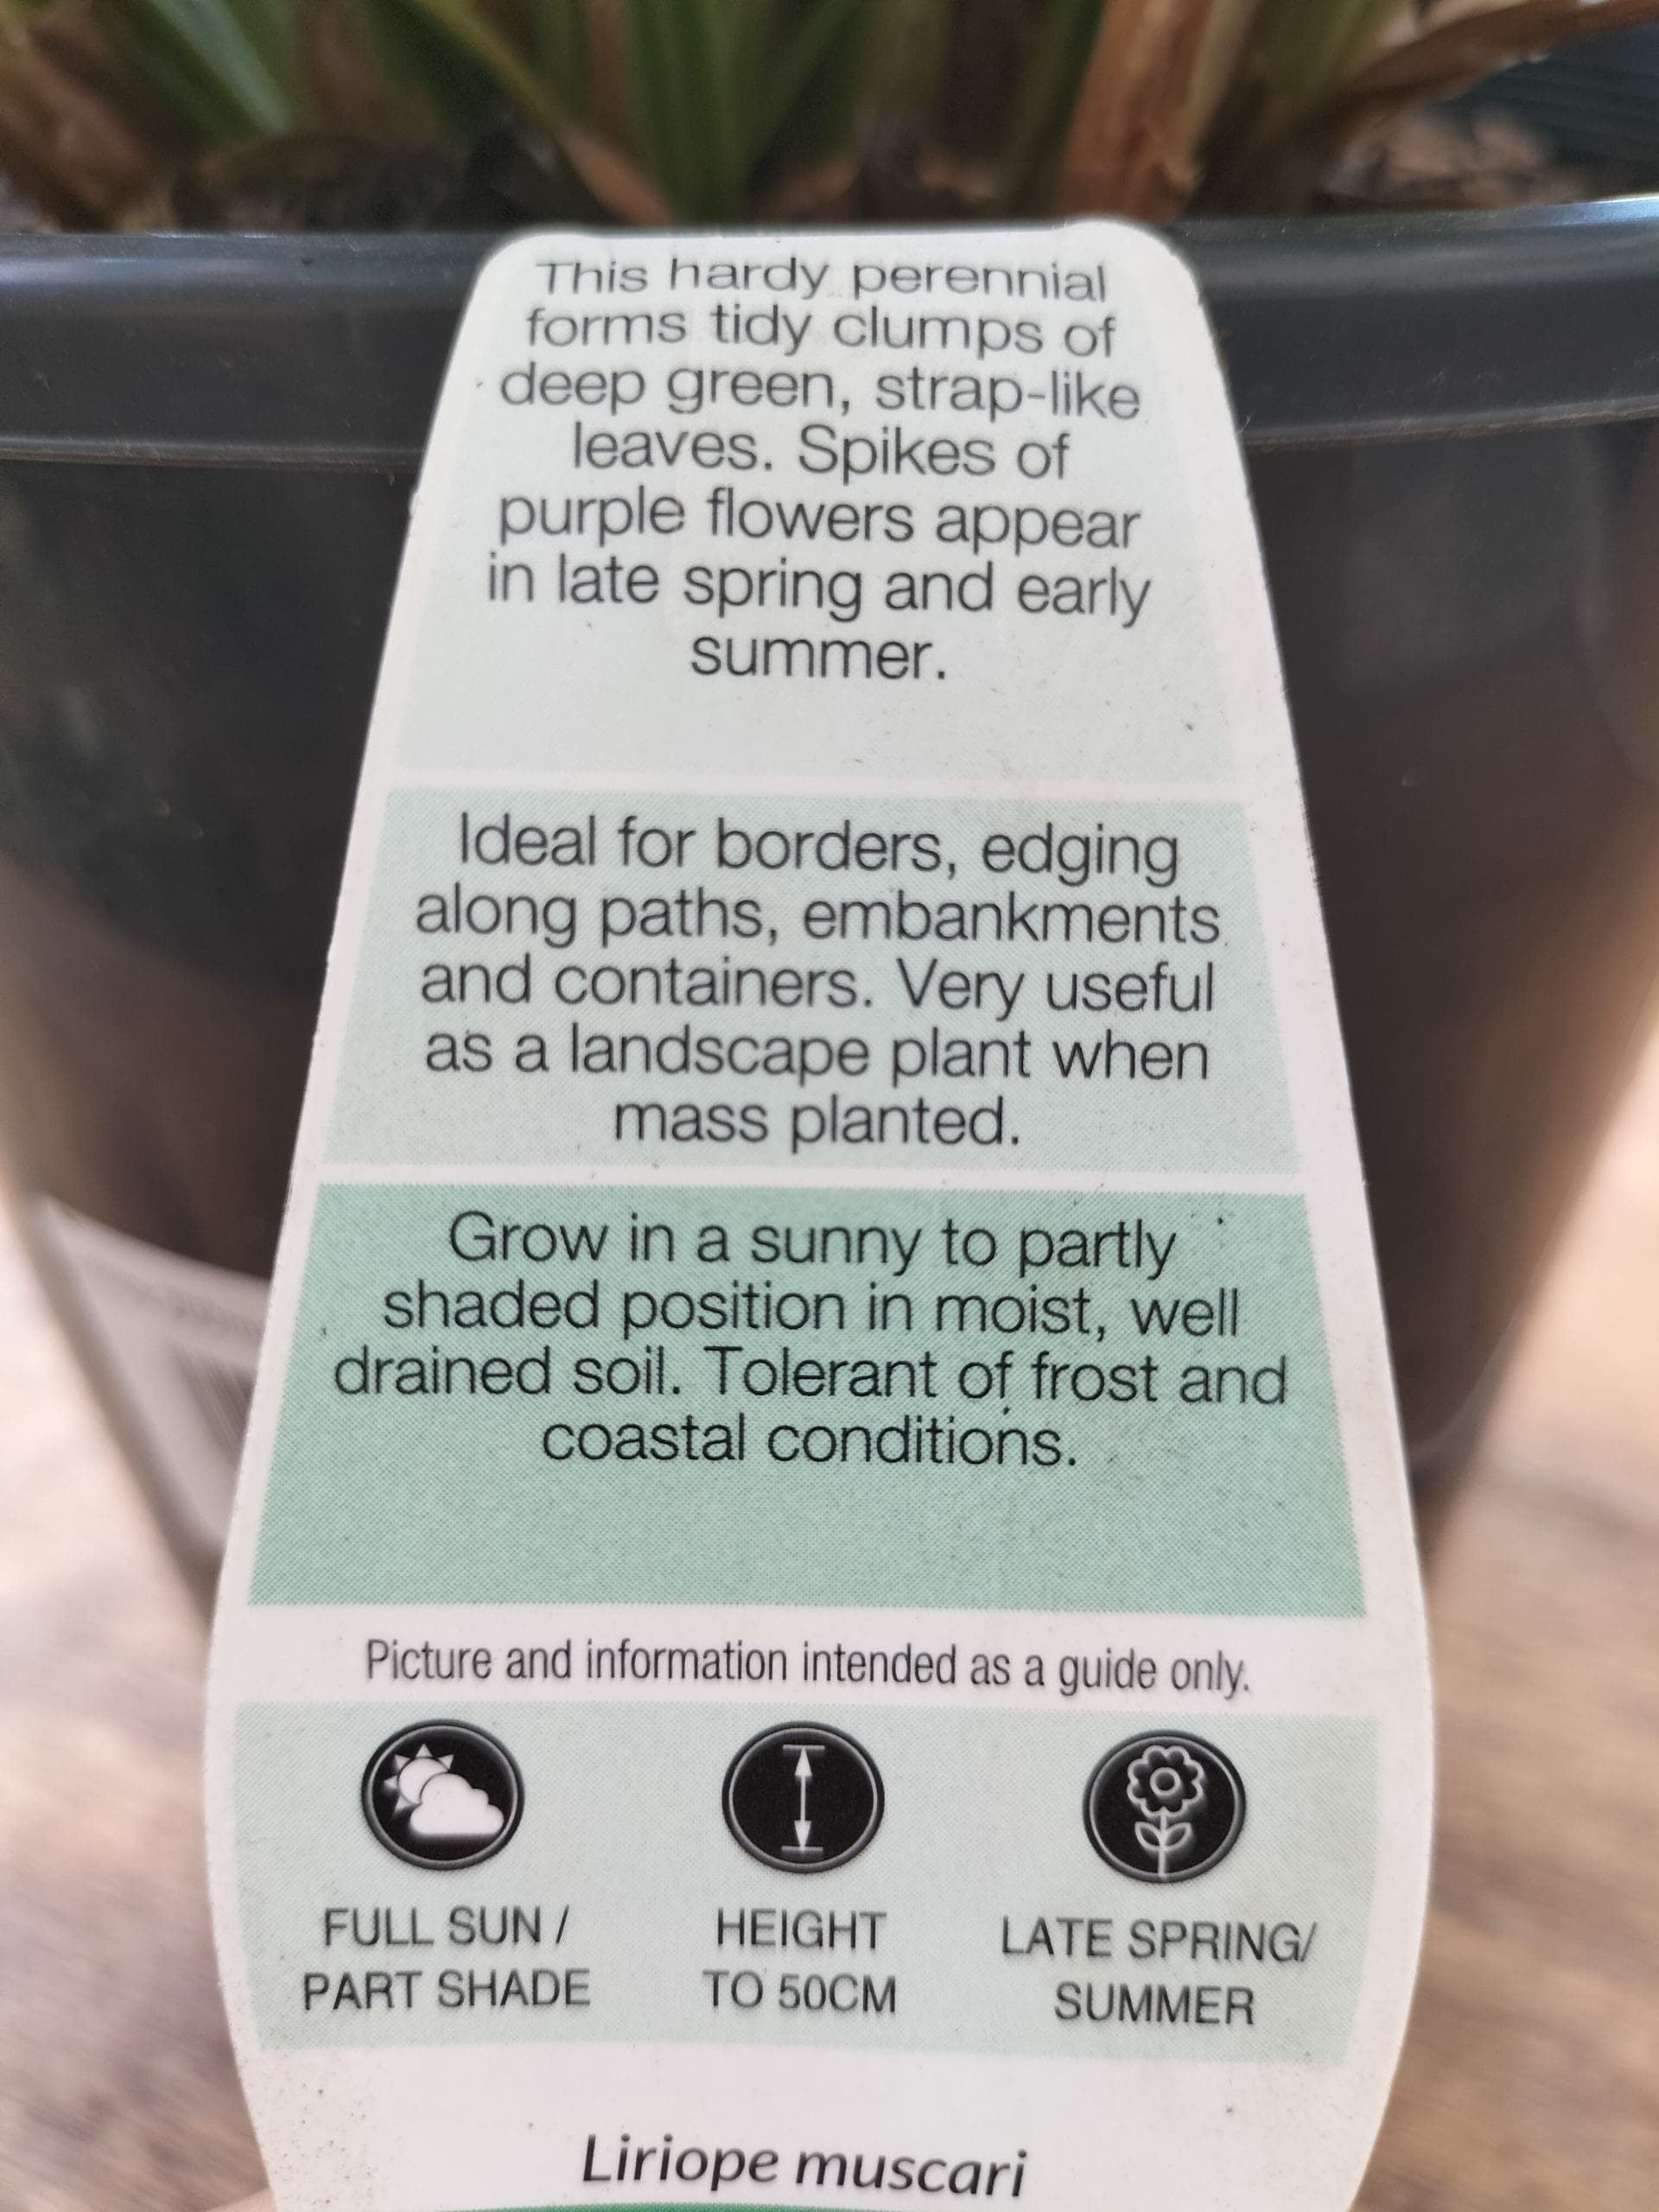 This hardy perennial
forms tidy clumps of
deep green, strap-like
leaves. Spikes of
purple flowers appear
in late spring and early
summer.
Ideal for borders, edging
along paths, embankments
and containers. Very useful
as a landscape plant when
mass planted.
Grow in a sunny to partly
shaded position in moist, well
drained soil. Tolerant of frost and
coastal conditions.
Picture and information intended as a guide only.
FULL SUN /
PART SHADE
HEIGHT
TO 50CM
LATE SPRING/
SUMMER
Liriope muscari